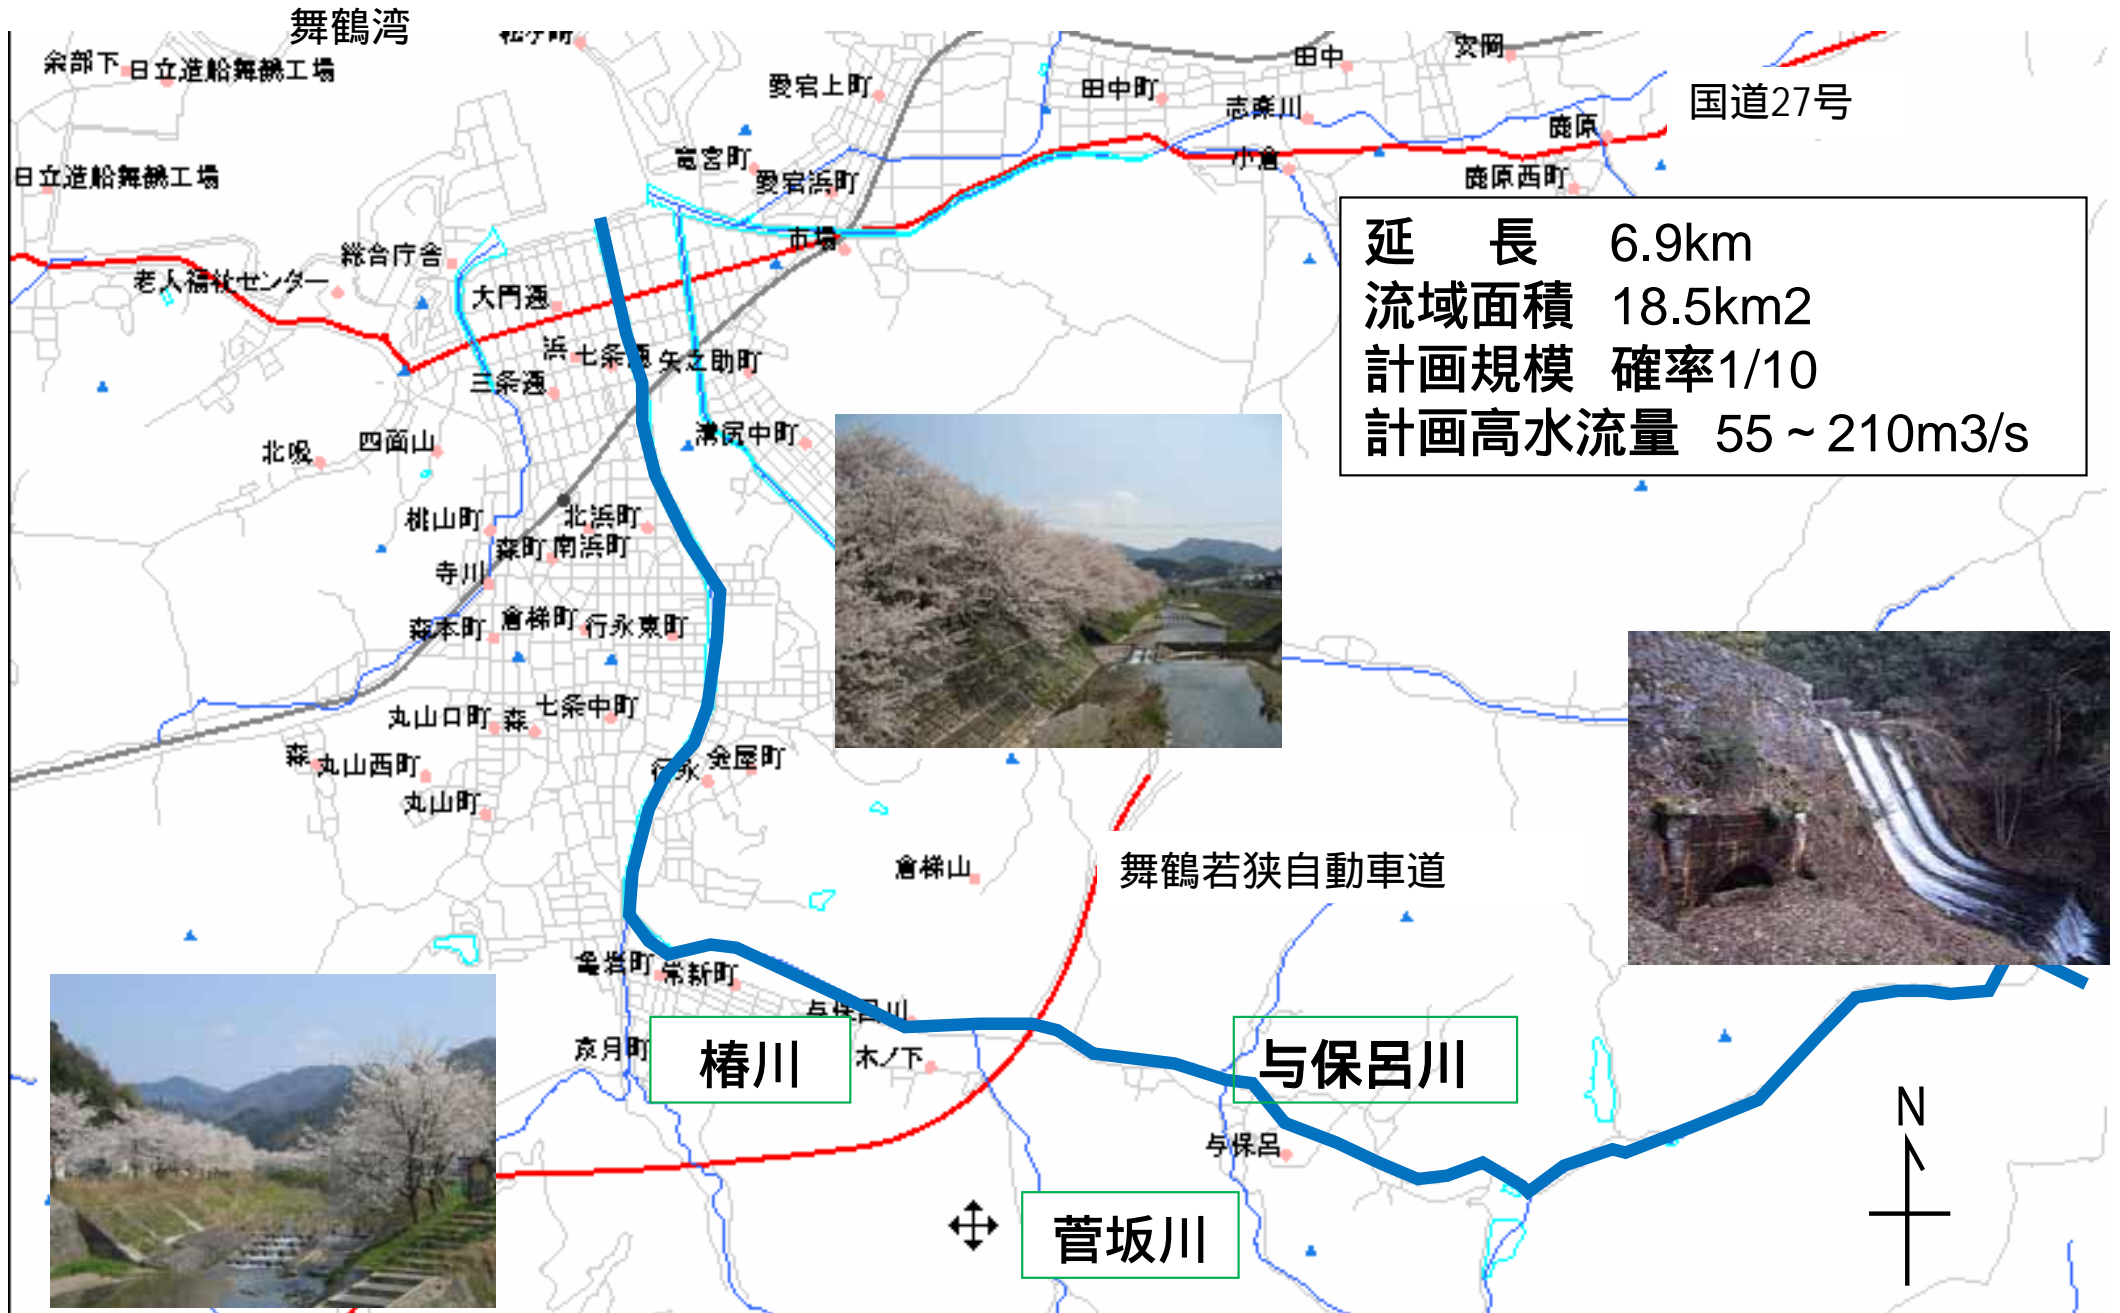 舞鶴湾
余部下
日立造船舞鶴工場
愛宕上町
田中町
田中
安岡
国道27号
志楽川
鹿原
日立造船舞鶴工場
竜宮町
愛宕浜町
小倉
鹿原西町
市場
総合庁舎
老人福祉センター
大門通
浜
七条通
矢之助町
三条通
北吸
四面山
溝尻中町
延　長　6.9km
流域面積　18.5km2
計画規模　確率1/10
計画高水流量　55～210m3/s
桃山町
北浜町
森町
南浜町
寺川
森本町
倉梯町
行永東町
丸山口町
森
七条中町
森
丸山西町
行永
金屋町
丸山町
倉梯山
舞鶴若狭自動車道
亀岩町
常新町
与保呂川
京月町
椿川
木ノ下
与保呂川
与保呂
菅坂川
N